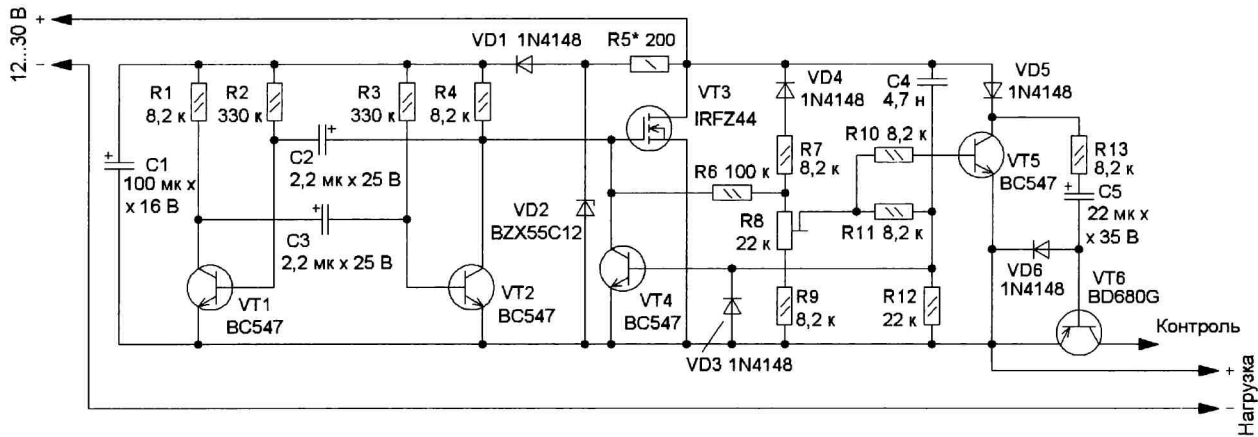 12...30 В
+
−
R1
8,2 к
R2
330 к
R3
330 к
R4
8,2 к
VD1 1N4148
R5* 200
VT3
IRFZ44
VD4
1N4148
C4
4,7 н
VD5
1N4148
+
C1
100 мк х
х 16 В
+
C2
2,2 мк х 25 В
+
C3
2,2 мк х 25 В
VD2
BZX55C12
R6 100 к
R7
8,2 к
R8
22 к
R10 8,2 к
R11 8,2 к
VT5
BC547
R13
8,2 к
+
C5
22 мк х
х 35 В
VT1
BC547
VT2
BC547
VT4
BC547
VD3 1N4148
R9
8,2 к
R12
22 к
VD6
1N4148
VT6
BD680G
Контроль
+
−
Нагрузка